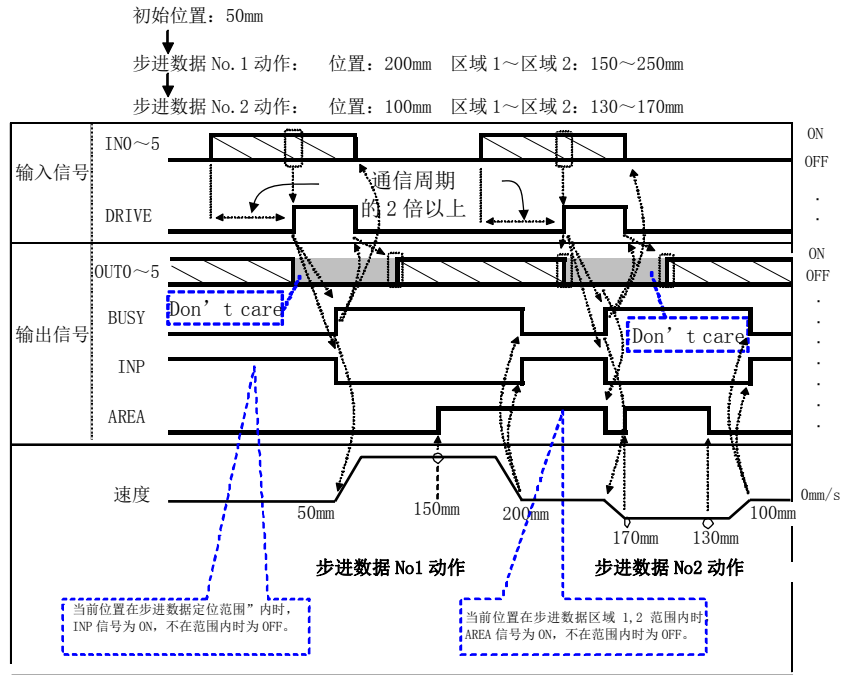 初始位置：50mm
步进数据 No.1 动作： 位置：200mm 区域 1～区域 2：150～250mm
步进数据 No.2 动作： 位置：100mm 区域 1～区域 2：130～170mm
输入信号
IN0～5
ON
OFF
通信周期
的 2 倍以上
DRIVE
.
.
输出信号
OUT0～5
ON
OFF
Don't care
BUSY
Don't care
INP
AREA
.
.
.
.
.
.
.
速度
0mm/s
50mm
150mm
200mm
170mm
130mm
100mm
步进数据 No1 动作
步进数据 No2 动作
当前位置在步进数据定位范围”内时，
INP 信号为 ON，不在范围内时为 OFF。
当前位置在步进数据区域 1,2 范围内时
AREA 信号为 ON，不在范围内时为 OFF。